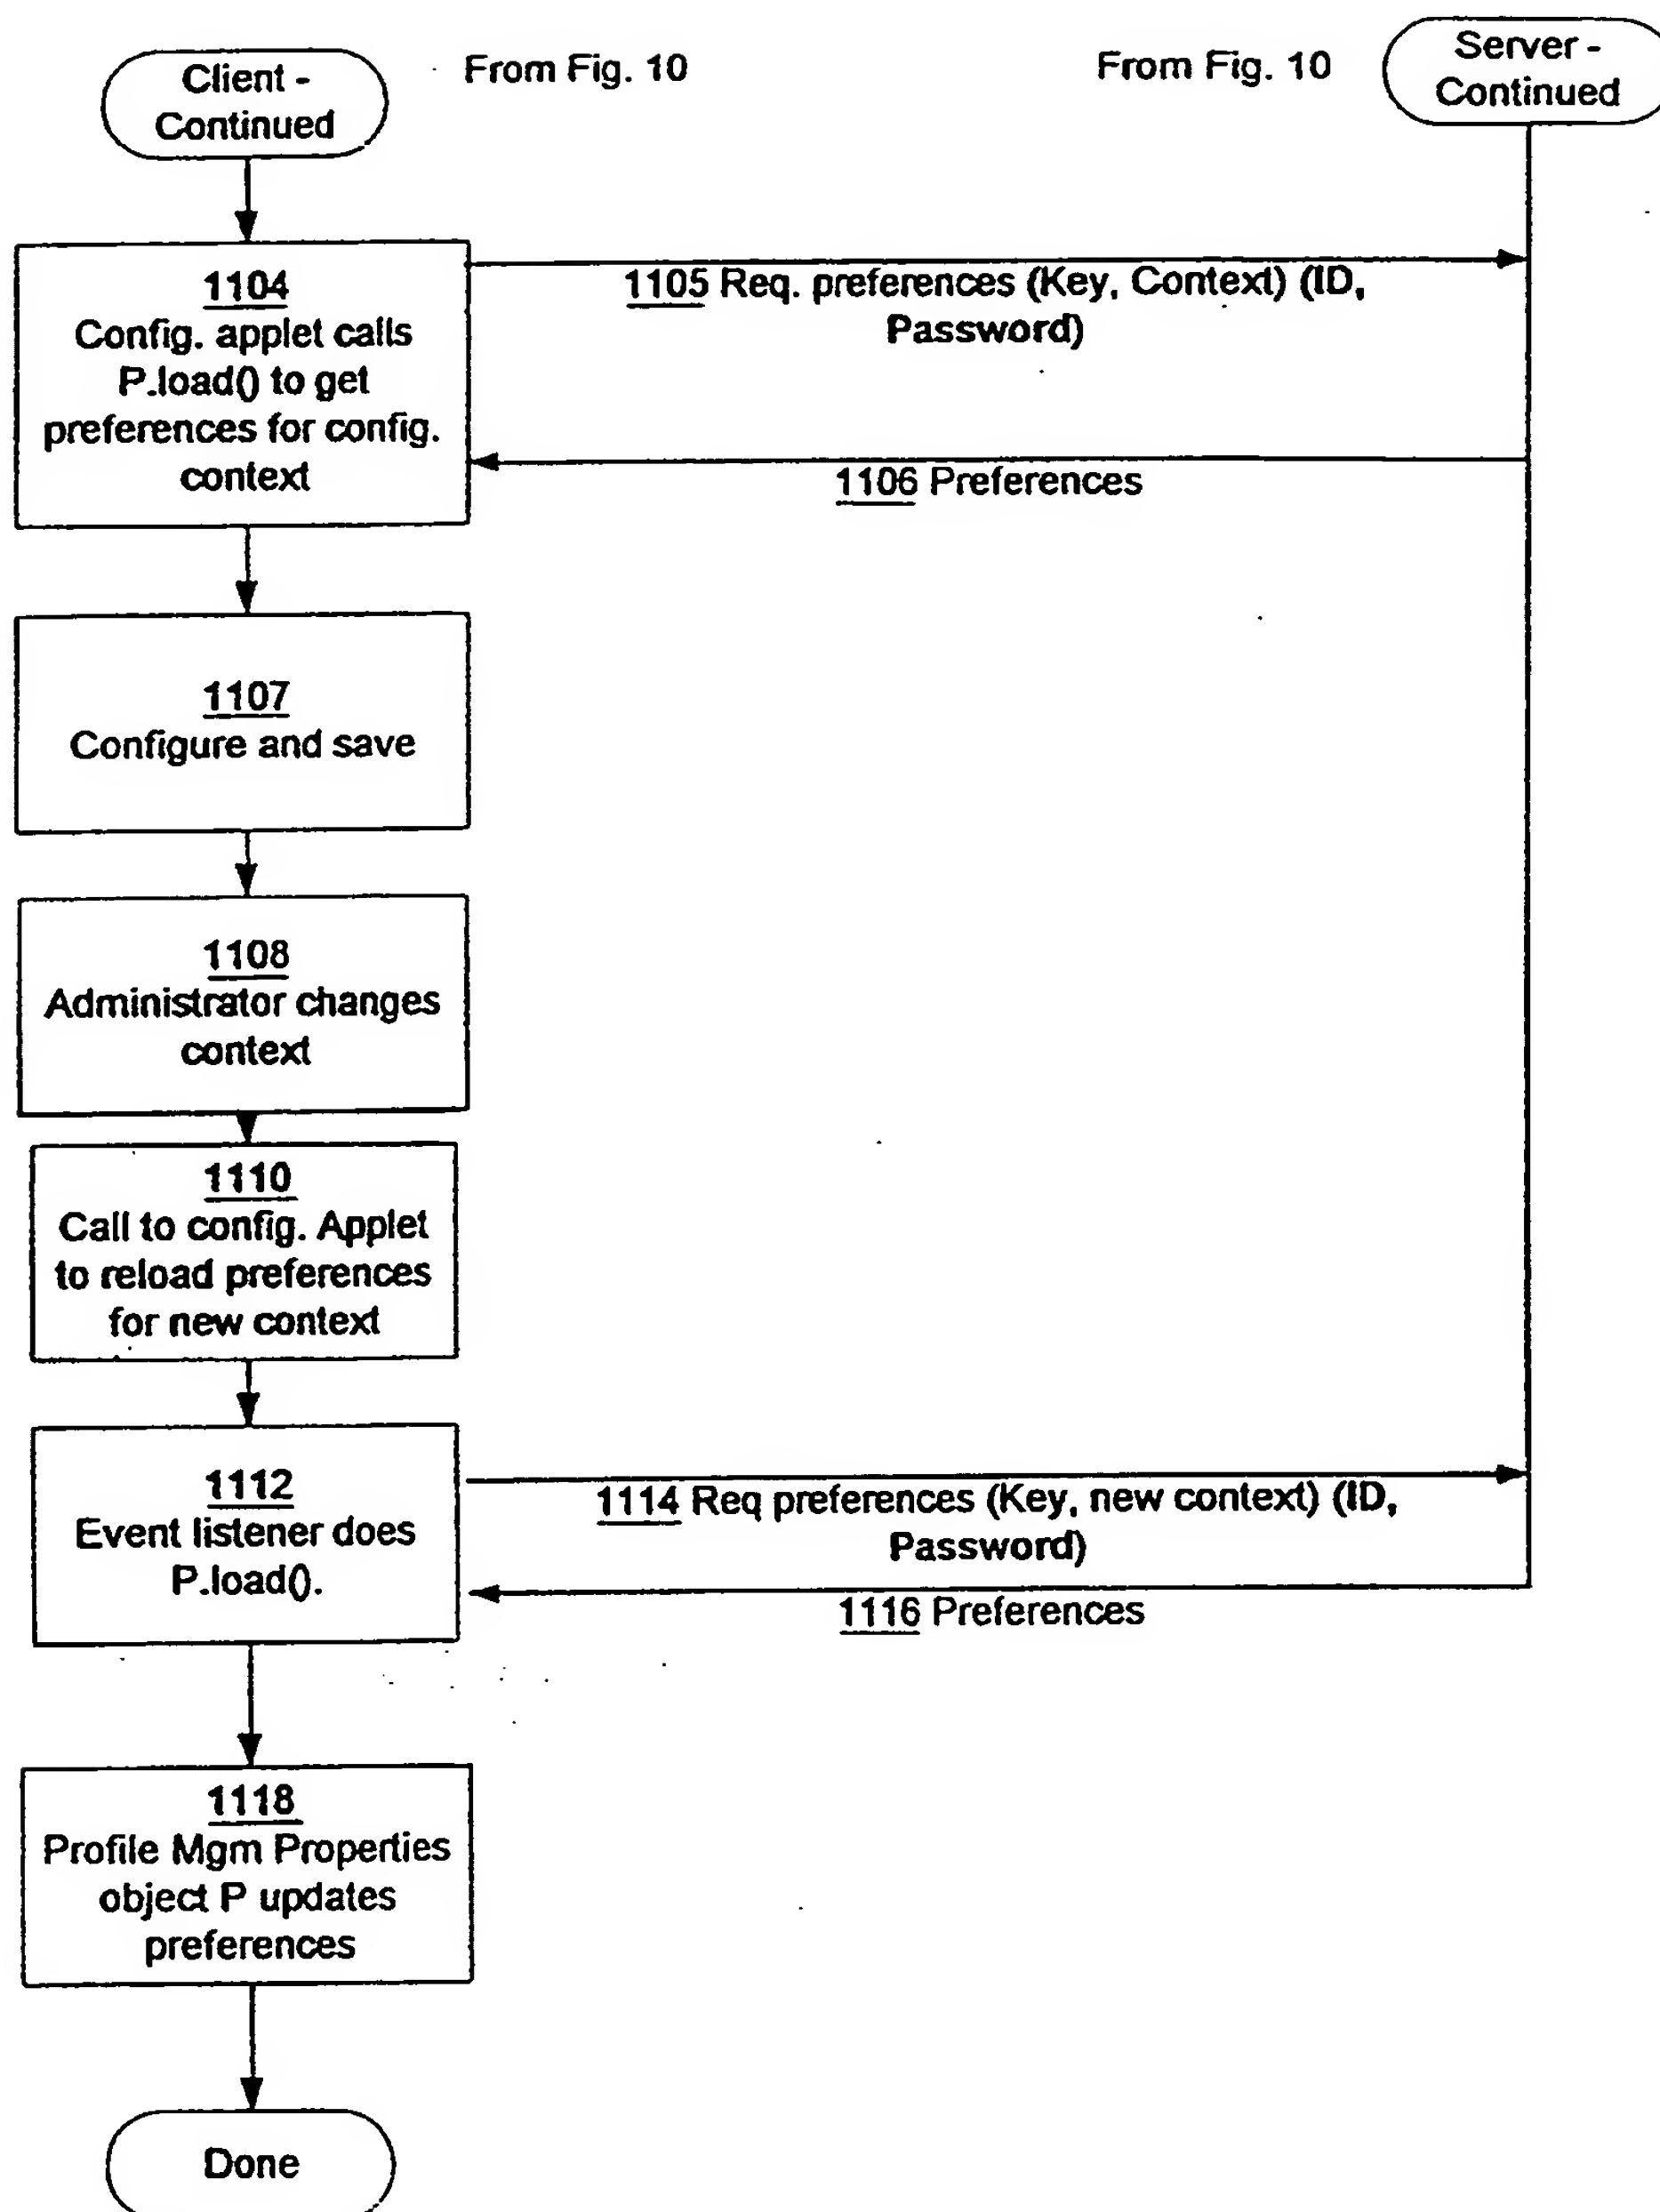 Client -
Continued
From Fig. 10
From Fig. 10
Server -
Continued
1104
Config. applet calls
P.load() to get
preferences for config.
context
1105 Req. preferences (Key, Context) (ID,
Password)
1106 Preferences
1107
Configure and save
1108
Administrator changes
context
1110
Call to config. Applet
to reload preferences
for new context
1112
Event listener does
P.load().
1114 Req preferences (Key, new context) (ID,
Password)
1116 Preferences
1118
Profile Mgm Properties
object P updates
preferences
Done